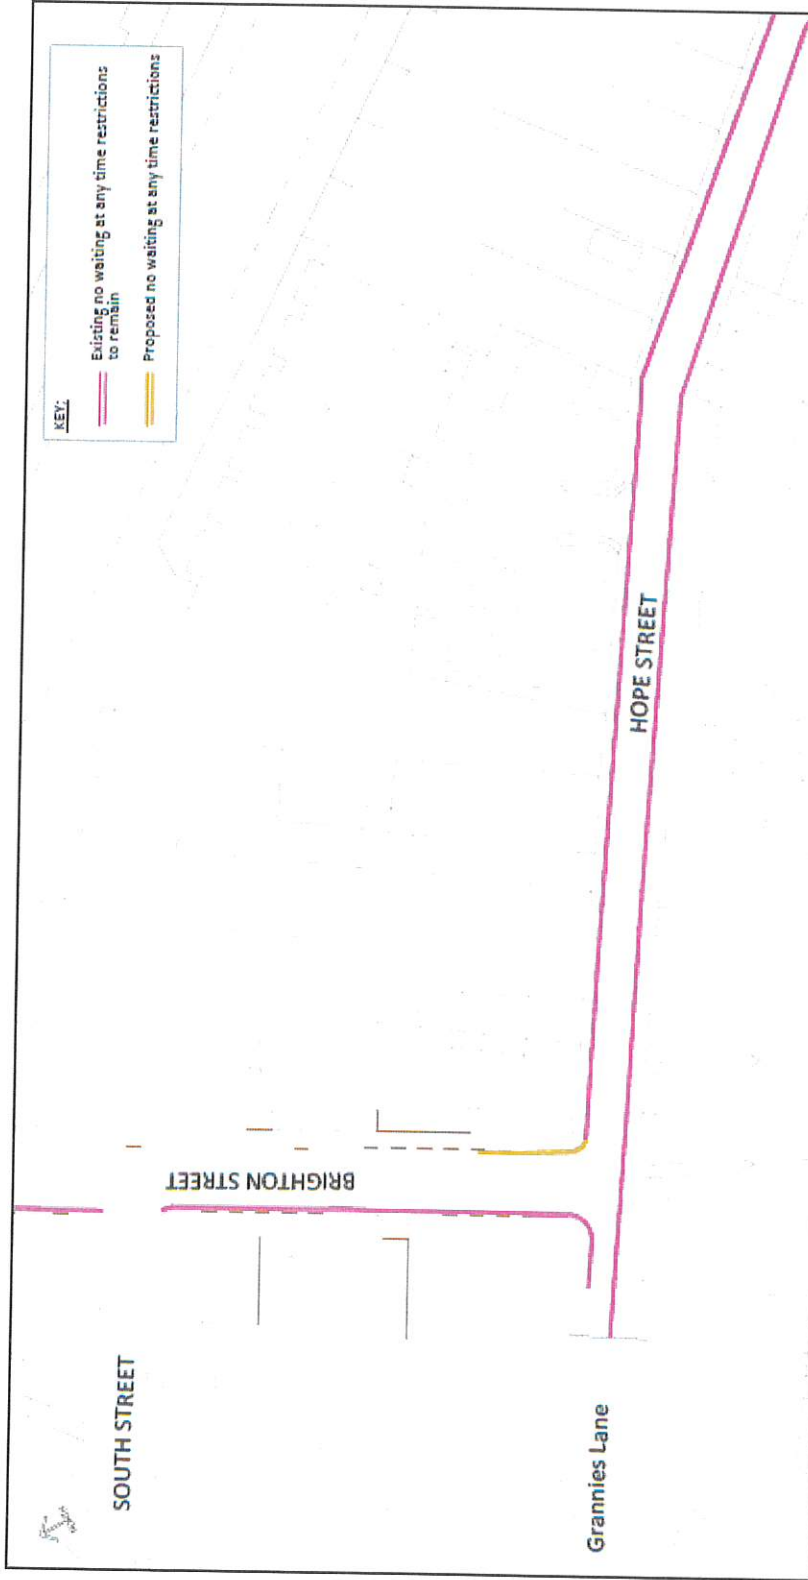 KEY:
Existing no waiting at any time restrictions
to remain
Proposed no waiting at any time restrictions
SOUTH STREET
BRIGHTON STREET
HOPE STREET
Grannies Lane